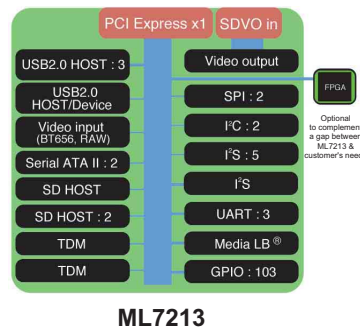 PCI Express x1
SDVO in
USB2.0 HOST : 3
USB2.0
HOST/Device
Video input
(BT656, RAW)
Serial ATA II : 2
SD HOST
SD HOST : 2
TDM
TDM
Video output
SPI : 2
I²C : 2
I²S : 5
I²S
UART : 3
Media LB ®
GPIO : 103
FPGA
Optional
to complemen
a gap between
ML7213 &
customer's need
ML7213